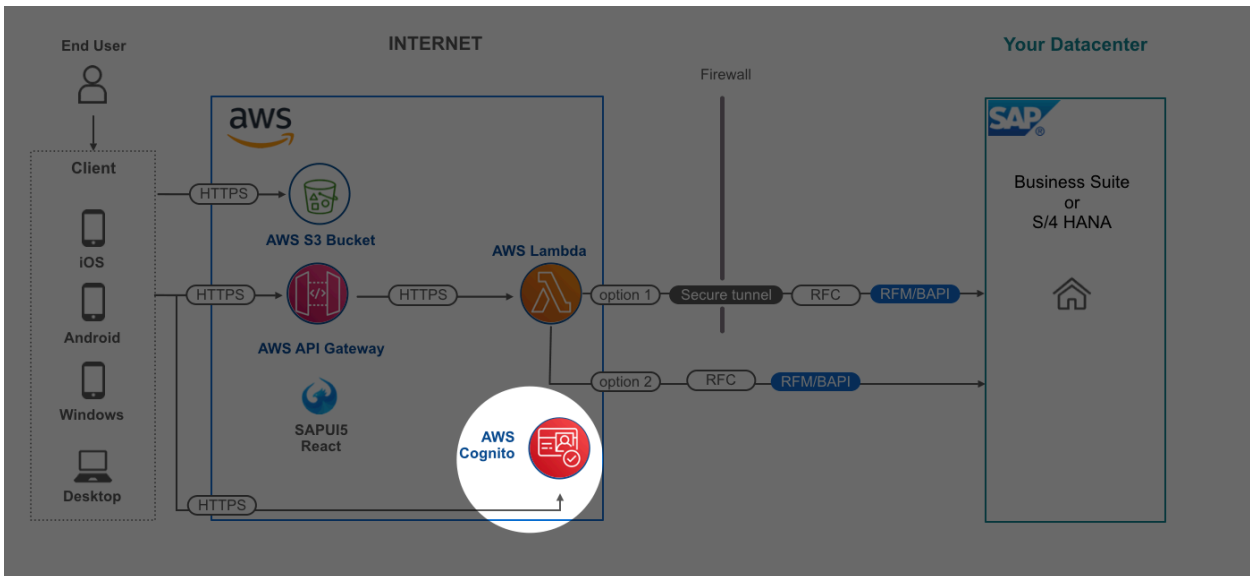 End User
INTERNET
Your Datacenter
Firewall
aws
SAP®
Client
HTTPS
AWS S3 Bucket
Business Suite
or
S/4 HANA
iOS
AWS Lambda
HTTPS
HTTPS
option 1
Secure tunnel
RFC
RFM/BAPI
Android
AWS API Gateway
option 2
RFC
RFM/BAPI
Windows
SAPUI5
React
AWS
Cognito
Desktop
HTTPS